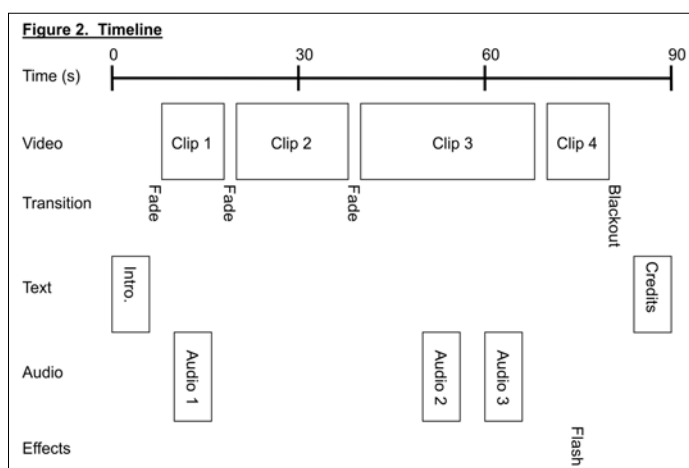 Figure 2. Timeline
0 30 60 90
Time (s)
Video Clip 1 Clip 2 Clip 3 Clip 4
Transition Fade Fade Fade Blackout
Text Intro. Credits
Audio Audio 1 Audio 2 Audio 3
Effects Flash